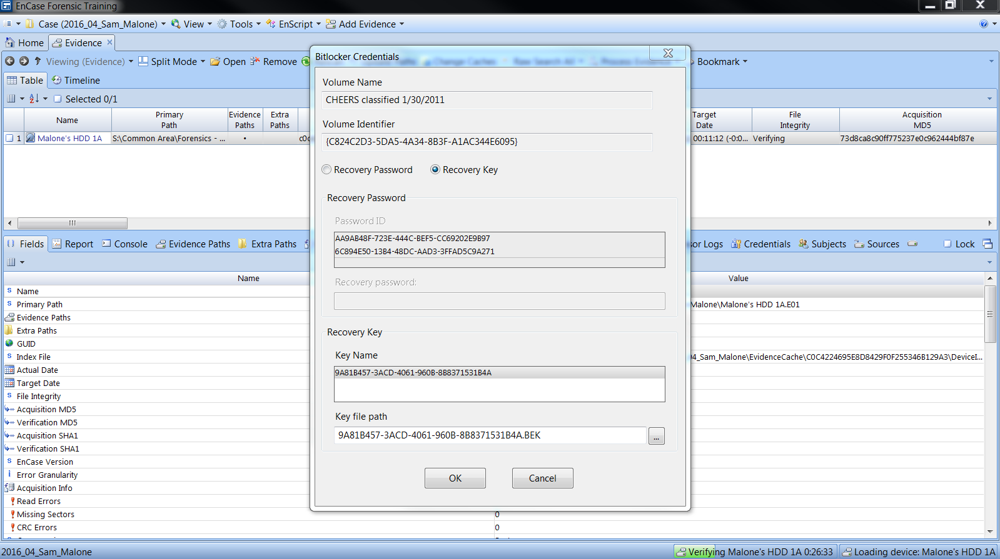 EnCase Forensic Training
Case (2016_04_Sam_Malone) View Tools EnScript Add Evidence
Home Evidence
Viewing (Evidence) Split Mode Open Remove Bookmark
Table Timeline
Selected 0/1
Name Primary Path Evidence Paths Extra Paths Target Date File Integrity Acquisition MD5
1 Malone's HDD 1A S:\Common Area\Forensics - ... • 00:11:12 (-0:0... Verifying 73d8ca8c90ff775237e0c962444bf87e
Bitlocker Credentials
Volume Name
CHEERS classified 1/30/2011
Volume Identifier
{C824C2D3-5DA5-4A34-8B3F-A1AC344E6095}
Recovery Password Recovery Key
Recovery Password
Password ID
AA9AB48F-723E-444C-BEF5-CC69202E9B97
6C894E50-13B4-48DC-AAD3-3FFAD5C9A271
Recovery password:
Recovery Key
Key Name
9A81B457-3ACD-4061-960B-8B8371531B4A
Key file path
9A81B457-3ACD-4061-960B-8B8371531B4A.BEK
...
OK Cancel
Fields Report Console Evidence Paths Extra Paths sor Logs Credentials Subjects Sources Lock
Name Value
Name
Primary Path Malone\Malone's HDD 1A.E01
Evidence Paths
Extra Paths
GUID
Index File 04_Sam_Malone\EvidenceCache\C0C4224695E8D8429F0F255346B129A3\DeviceI...
Actual Date
Target Date
File Integrity
Acquisition MD5
Verification MD5
Acquisition SHA1
Verification SHA1
EnCase Version
Error Granularity
Acquisition Info
Read Errors
Missing Sectors 0
CRC Errors 0
2016_04_Sam_Malone Verifying Malone's HDD 1A 0:26:33 Loading device: Malone's HDD 1A